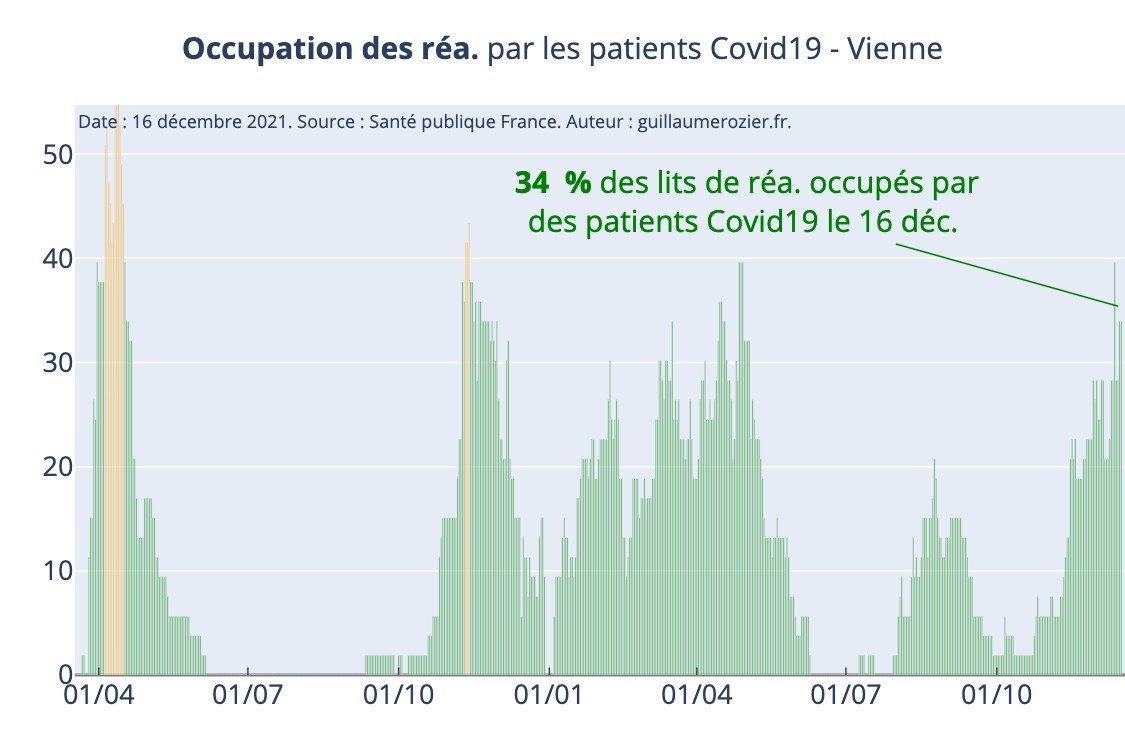 Occupation des réa. par les patients Covid19 - Vienne
Date : 16 décembre 2021. Source : Santé publique France. Auteur : guillaumerozier.fr.
34 % des lits de réa. occupés par
des patients Covid19 le 16 déc.
50
40
30
20
10
0
01/04 01/07 01/10 01/01 01/04 01/07 01/10